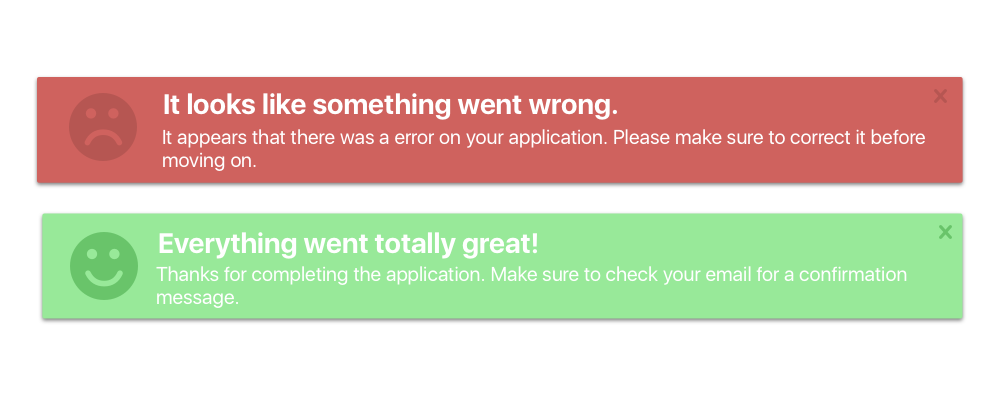 It looks like something went wrong.
It appears that there was a error on your application. Please make sure to correct it before
moving on.
Everything went totally great!
Thanks for completing the application. Make sure to check your email for a confirmation
message.